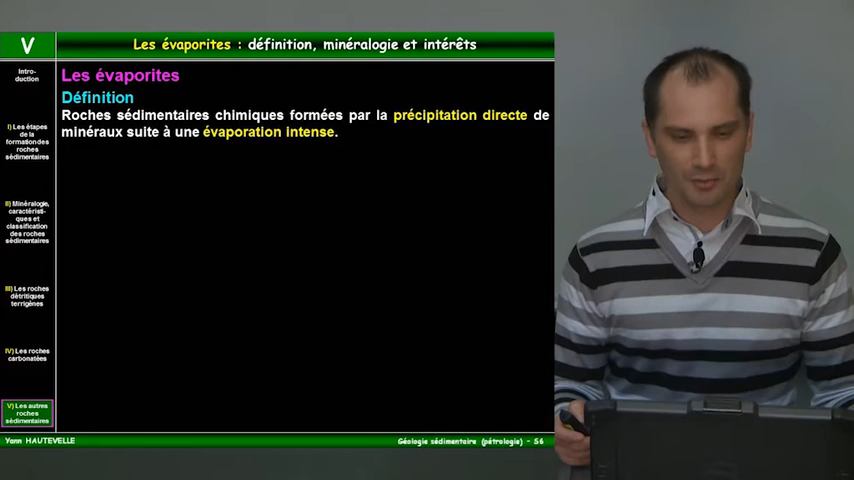 V
Les évaporites : définition, minéralogie et intérêts
Intro-
duction
I) Les étapes
de la
formation des
roches
sédimentaires
II) Minéralogie,
caractérist-
iques et
classification
des roches
sédimentaires
III) Les roches
détritiques
terrigènes
IV) Les roches
carbonatées
V) Les autres
roches
sédimentaires
Les évaporites
Définition
Roches sédimentaires chimiques formées par la précipitation directe de
minéraux suite à une évaporation intense.
Yann HAUTEVELLE
Géologie sédimentaire (pétrologie) - 56